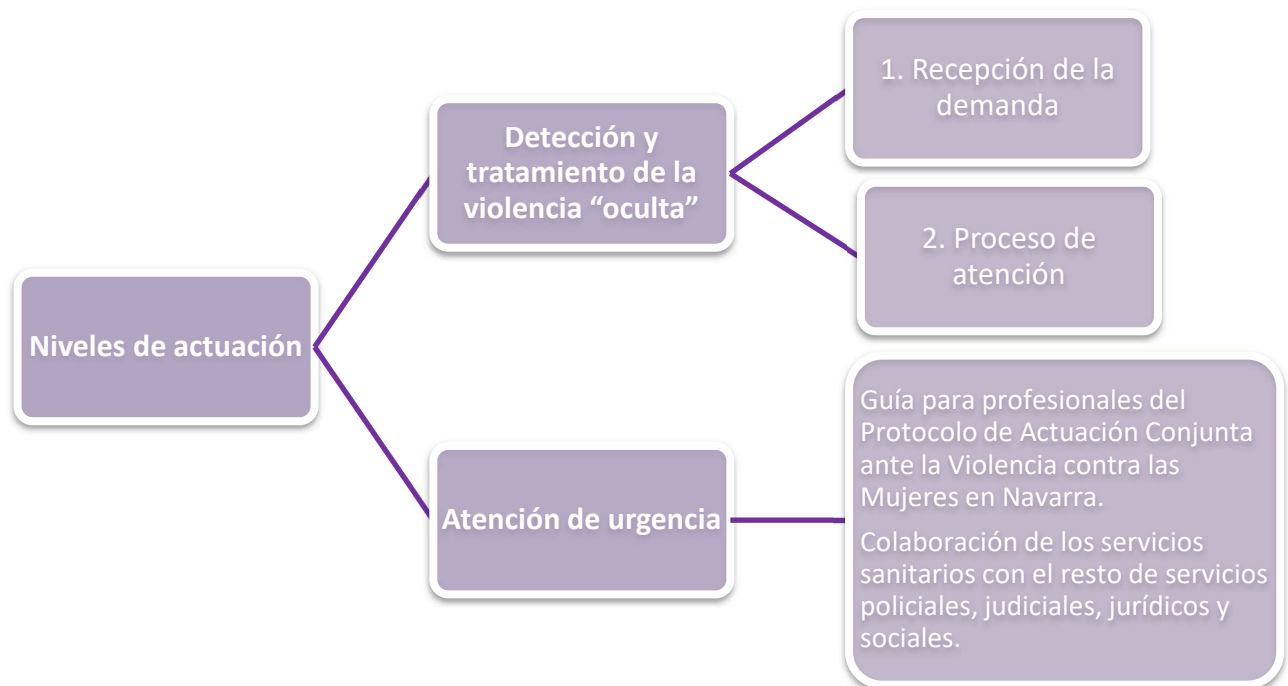 Niveles de actuación
Detección y
tratamiento de la
violencia “oculta”
1. Recepción de la
demanda
2. Proceso de
atención
Atención de urgencia
Guía para profesionales del
Protocolo de Actuación Conjunta
ante la Violencia contra las
Mujeres en Navarra.
Colaboración de los servicios
sanitarios con el resto de servicios
policiales, judiciales, jurídicos y
sociales.